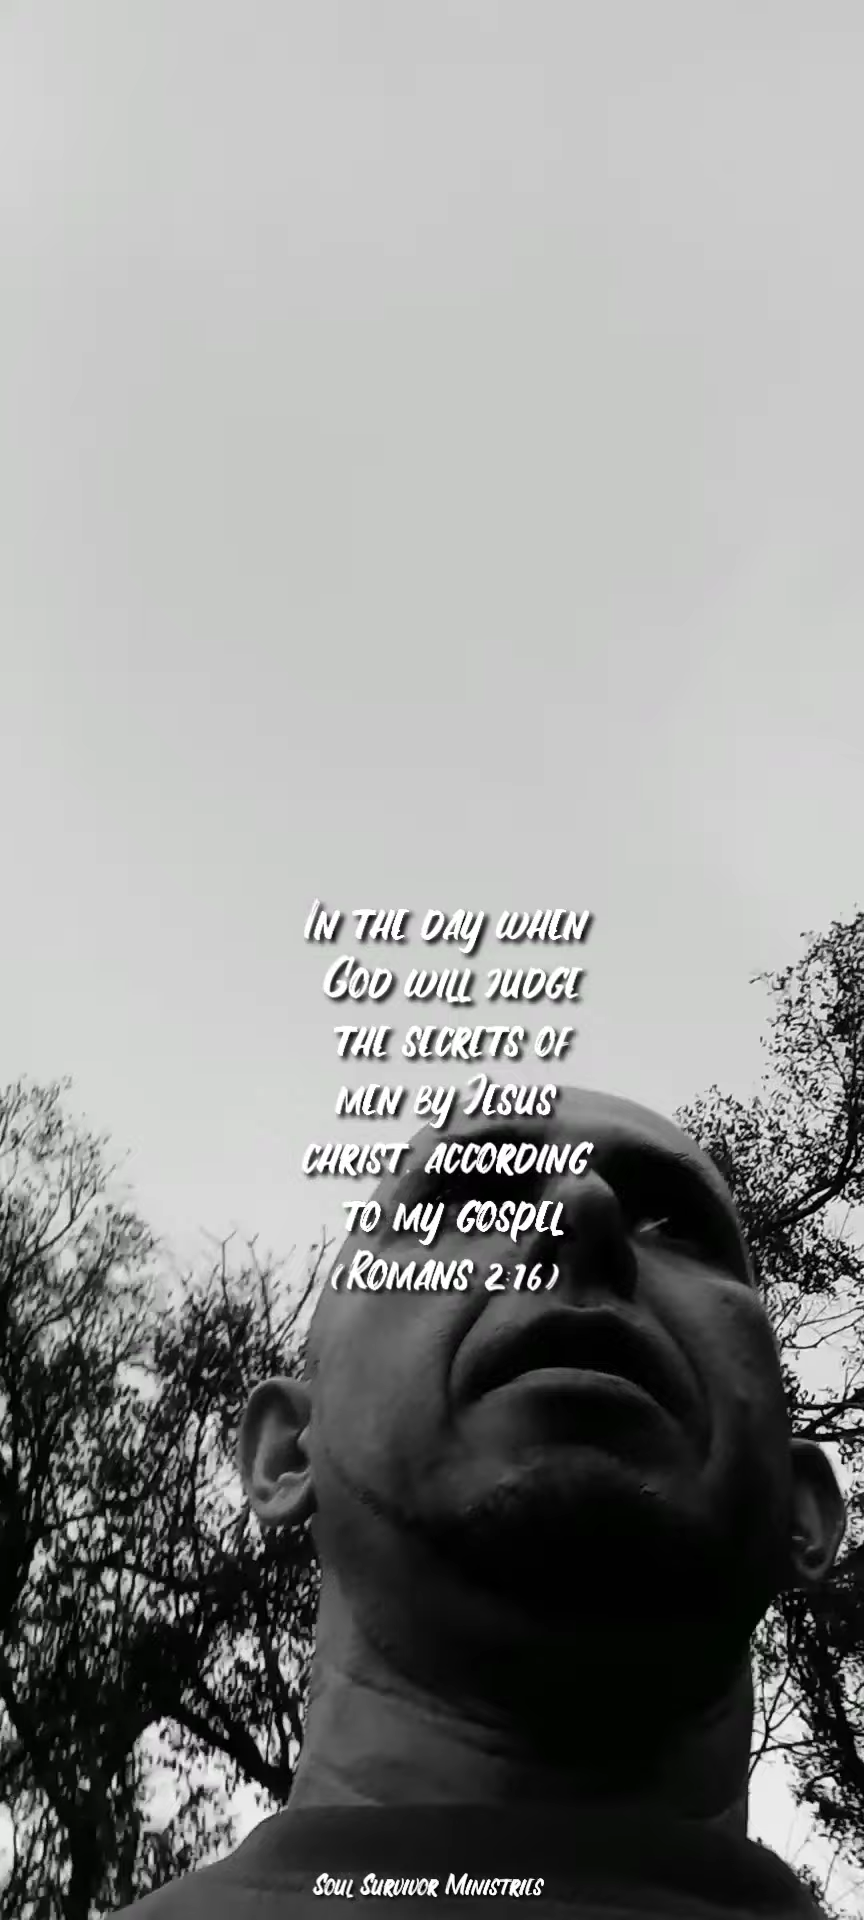 In the day when
God will judge
the secrets of
men by Jesus
christ, according
to my gospel
(Romans 2:16)
Soul Survivor Ministries